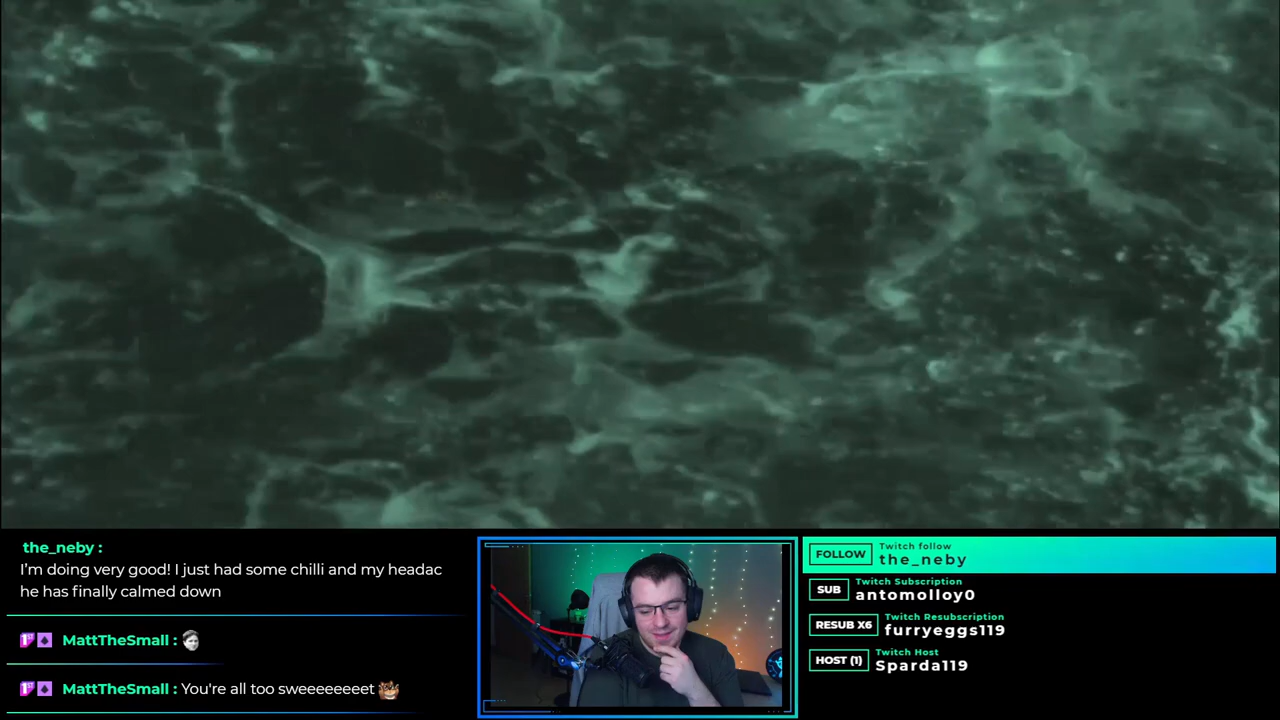 the_neby :
I'm doing very good! I just had some chilli and my headac
he has finally calmed down
MattTheSmall :
MattTheSmall : You're all too sweeeeeeeet
FOLLOW
Twitch follow
the_neby
SUB
Twitch Subscription
antomolloy0
RESUB X6
Twitch Resubscription
furryeggs119
HOST (1)
Twitch Host
Sparda119